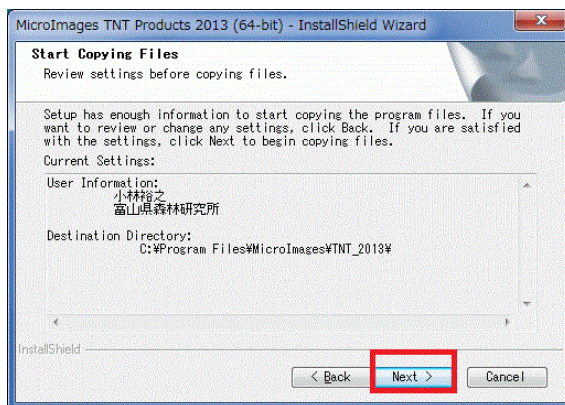 MicroImages TNT Products 2013 (64-bit) - InstallShield Wizard
Start Copying Files
Review settings before copying files.
Setup has enough information to start copying the program files.  If you
want to review or change any settings, click Back.  If you are satisfied
with the settings, click Next to begin copying files.
Current Settings:
User Information:
小林裕之
富山県森林研究所
Destination Directory:
C:¥Program Files¥MicroImages¥TNT_2013¥
InstallShield
< Back
Next >
Cancel